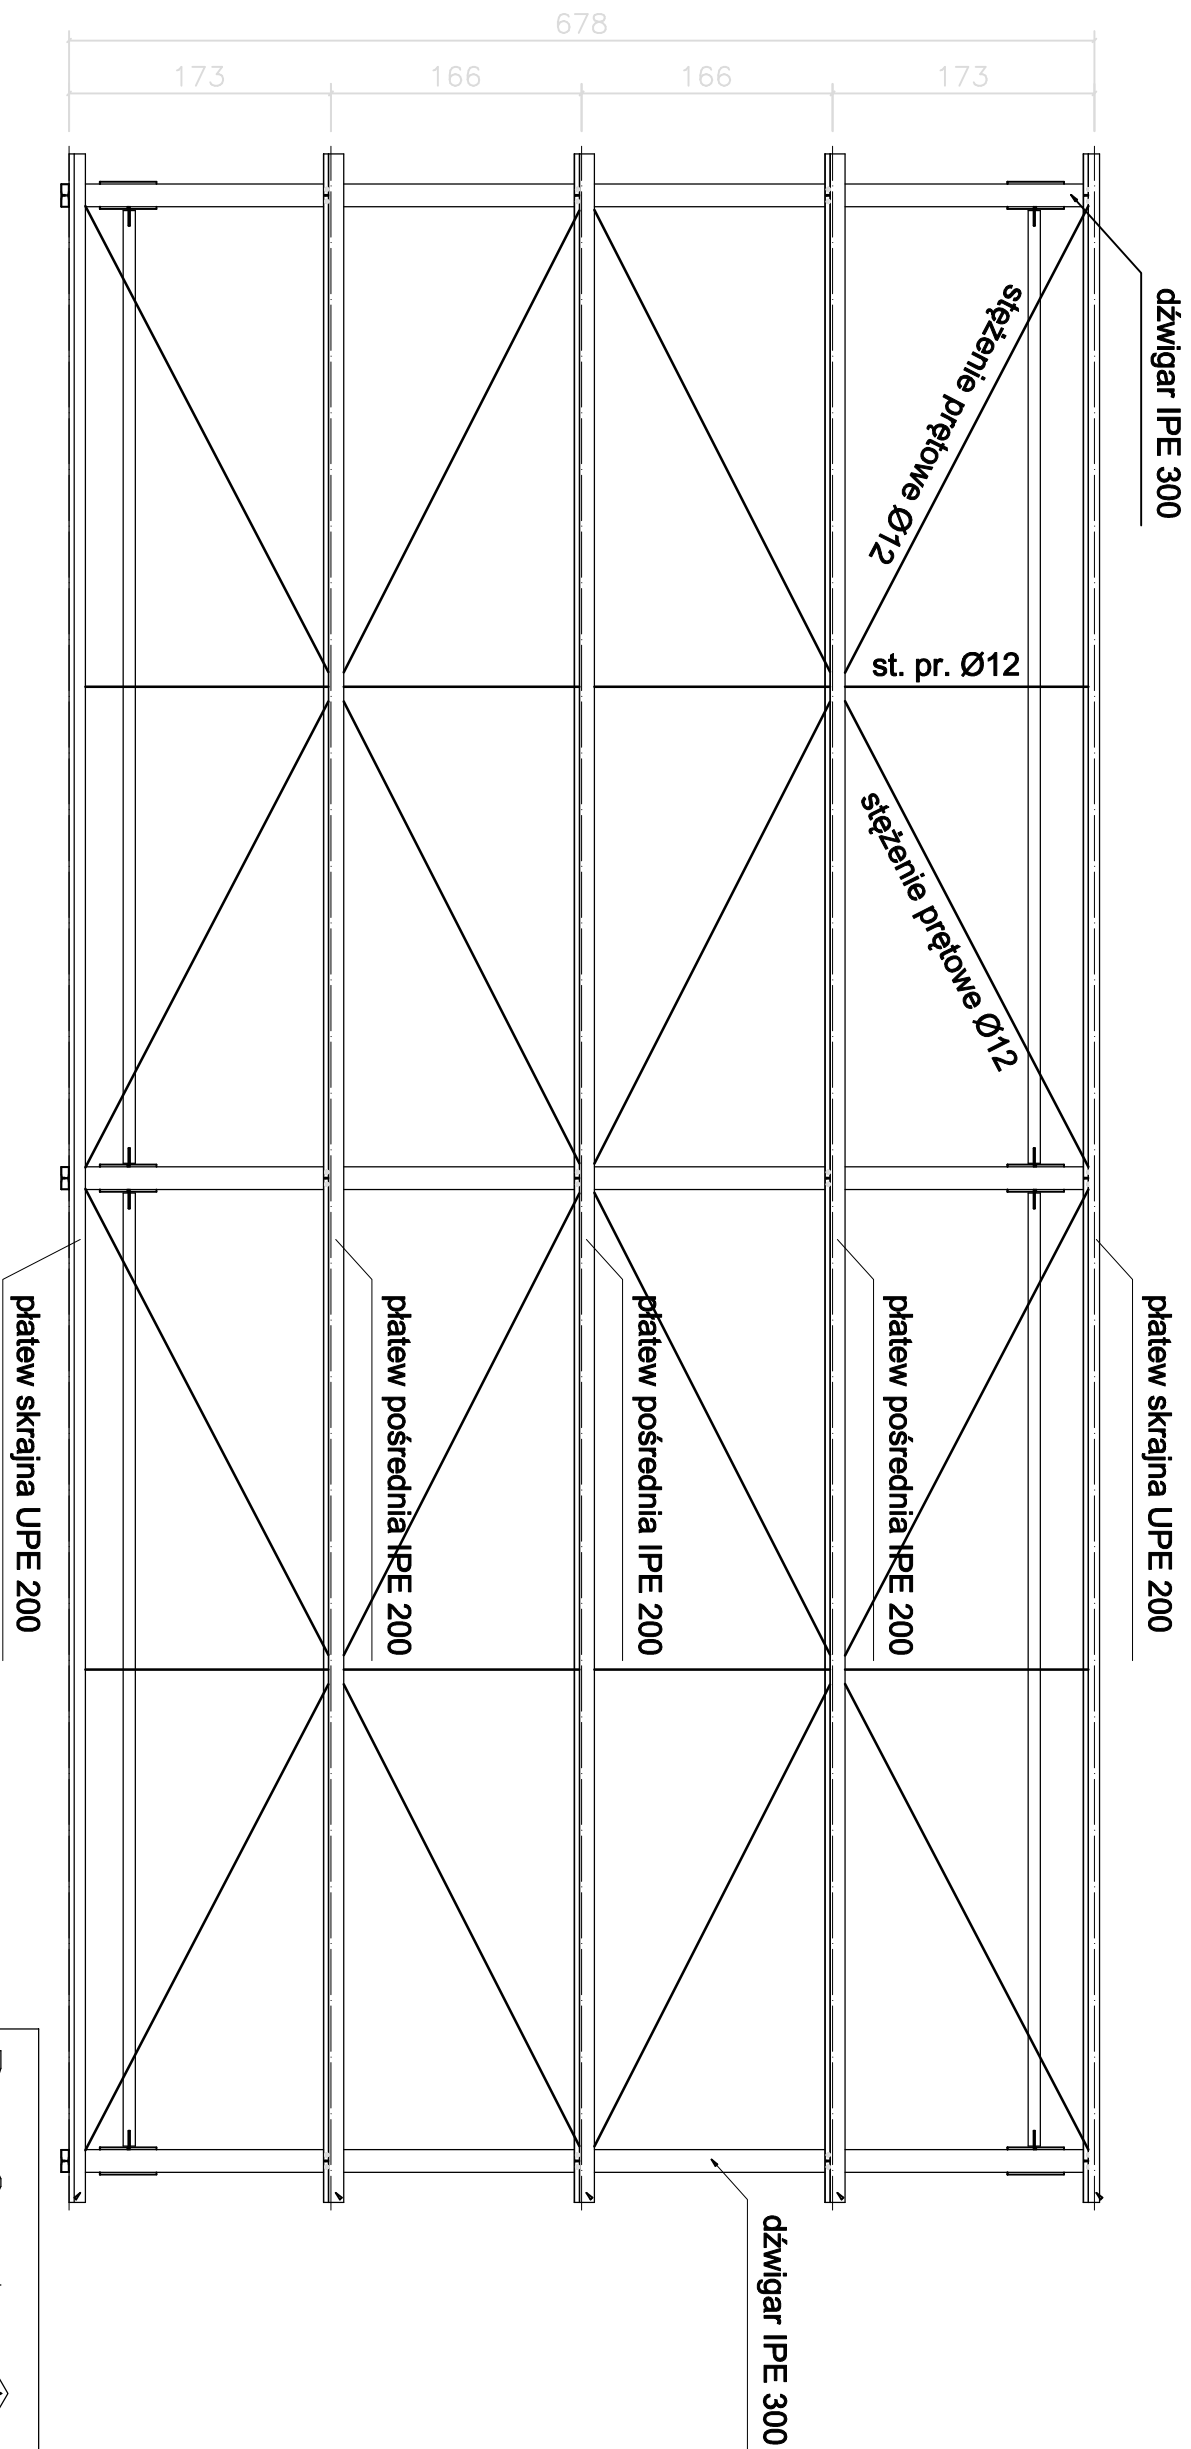 678
173
166
166
173
dźwigar IPE 300
stężenie prętowe Ø12
st. pr. Ø12
stężenie prętowe Ø12
płatew skrajna UPE 200
płatew pośrednia IPE 200
płatew pośrednia IPE 200
płatew pośrednia IPE 200
płatew skrajna UPE 200
dźwigar IPE 300